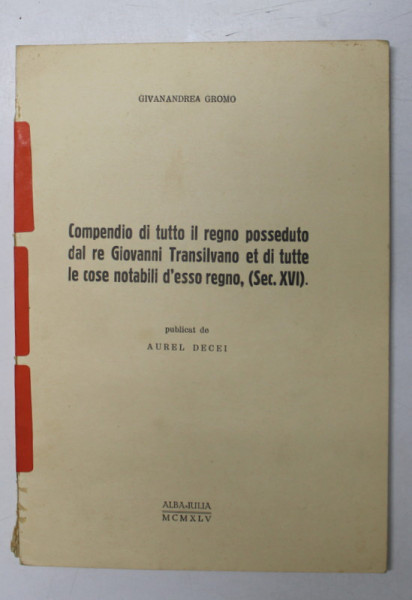 GIVANANDREA GROMO
Compendio di tutto il regno posseduto
dal re Giovanni Transilvano et di tutte
le cose notabili d'esso regno, (Sec. XVI).
publicat de
AUREL DECEI
ALBA-IULIA
MCMXLV